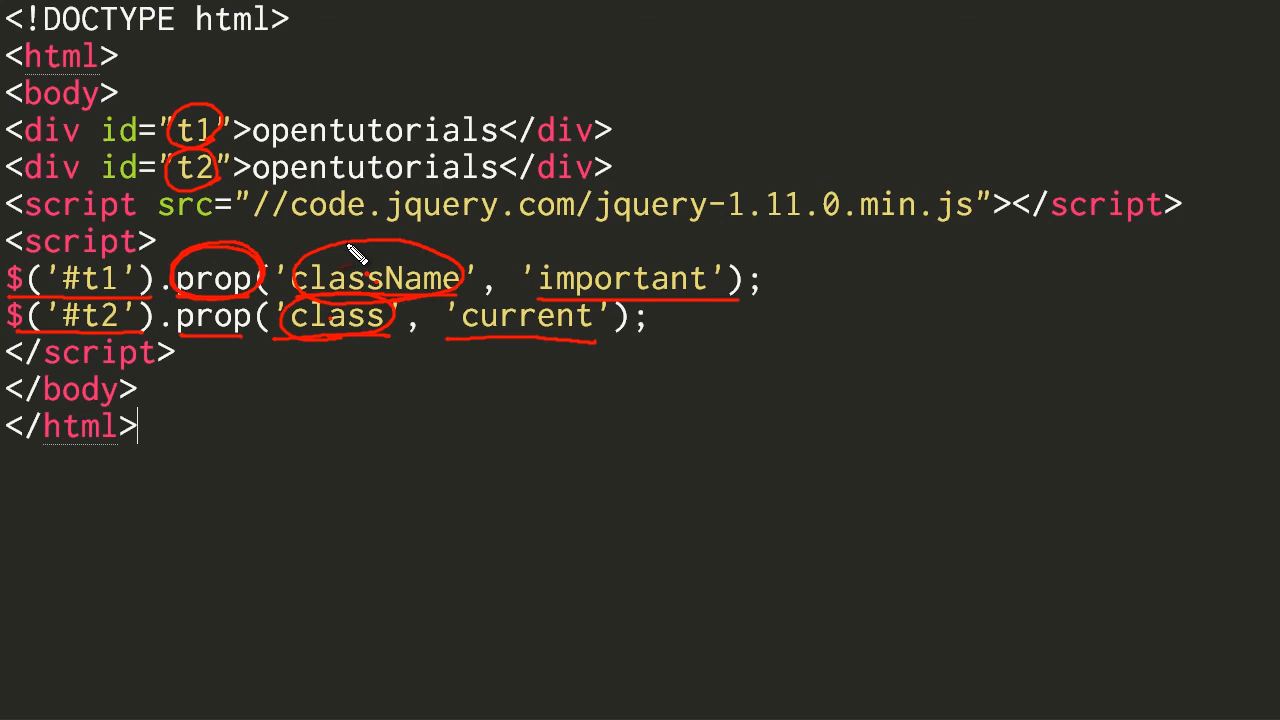 <!DOCTYPE html>
<html>
<body>
<div id="t1">opentutorials</div>
<div id="t2">opentutorials</div>
<script src="//code.jquery.com/jquery-1.11.0.min.js"></script>
<script>
$('#t1').prop('className', 'important');
$('#t2').prop('class', 'current');
</script>
</body>
</html>